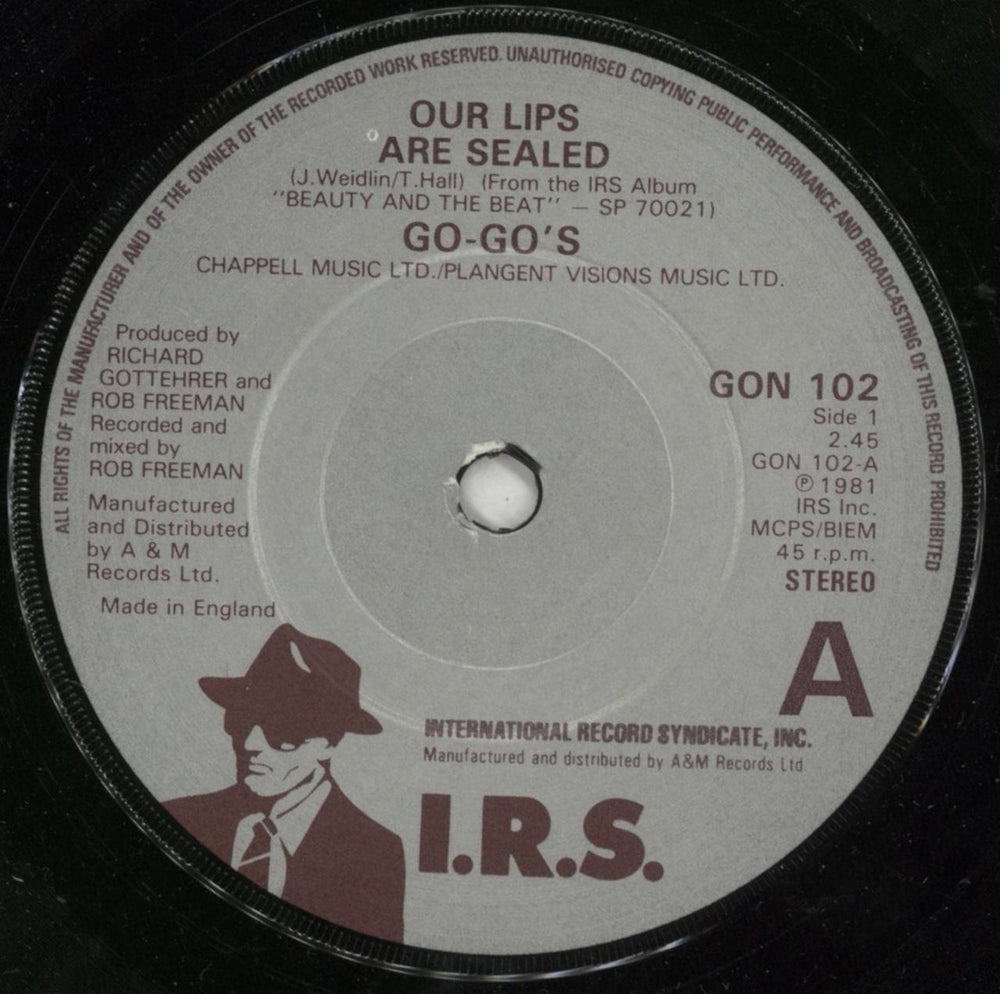 ALL RIGHTS OF THE MANUFACTURER AND OF THE OWNER OF THE RECORDED WORK RESERVED. UNAUTHORISED COPYING PUBLIC PERFORMANCE AND BROADCASTING OF THIS RECORD PROHIBITED
OUR LIPS
ARE SEALED
(J.Weidlin/T.Hall) (From the IRS Album
"BEAUTY AND THE BEAT" — SP 70021)
GO-GO'S
CHAPPELL MUSIC LTD./PLANGENT VISIONS MUSIC LTD.
Produced by
RICHARD
GOTTEHRER and
ROB FREEMAN
Recorded and
mixed by
ROB FREEMAN
Manufactured
and Distributed
by A & M
Records Ltd.
Made in England
GON 102
Side 1
2.45
GON 102-A
℗ 1981
IRS Inc.
MCPS/BIEM
45 r.p.m.
STEREO
A
INTERNATIONAL RECORD SYNDICATE, INC.
Manufactured and distributed by A&M Records Ltd
I.R.S.